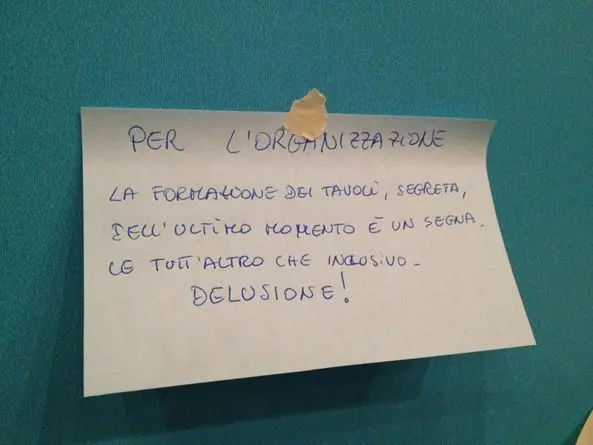 PER L'ORGANIZZAZIONE
LA FORMAZIONE DEI TAVOLI, SEGRETA,
DELL'ULTIMO MOMENTO È UN SEGNA-
LE TUTT'ALTRO CHE INCLUSIVO-
DELUSIONE!